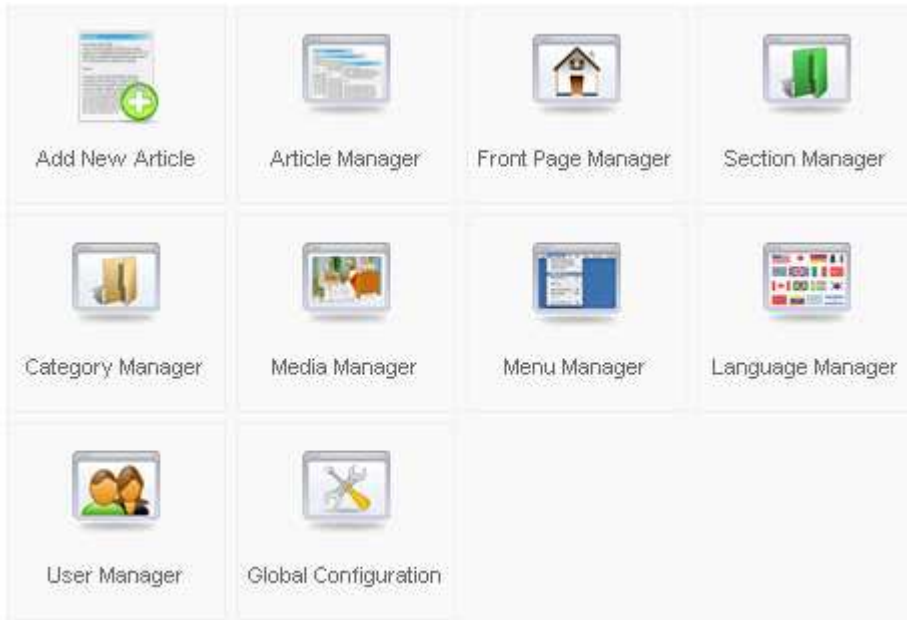 Add New Article
Article Manager
Front Page Manager
Section Manager
Category Manager
Media Manager
Menu Manager
Language Manager
User Manager
Global Configuration